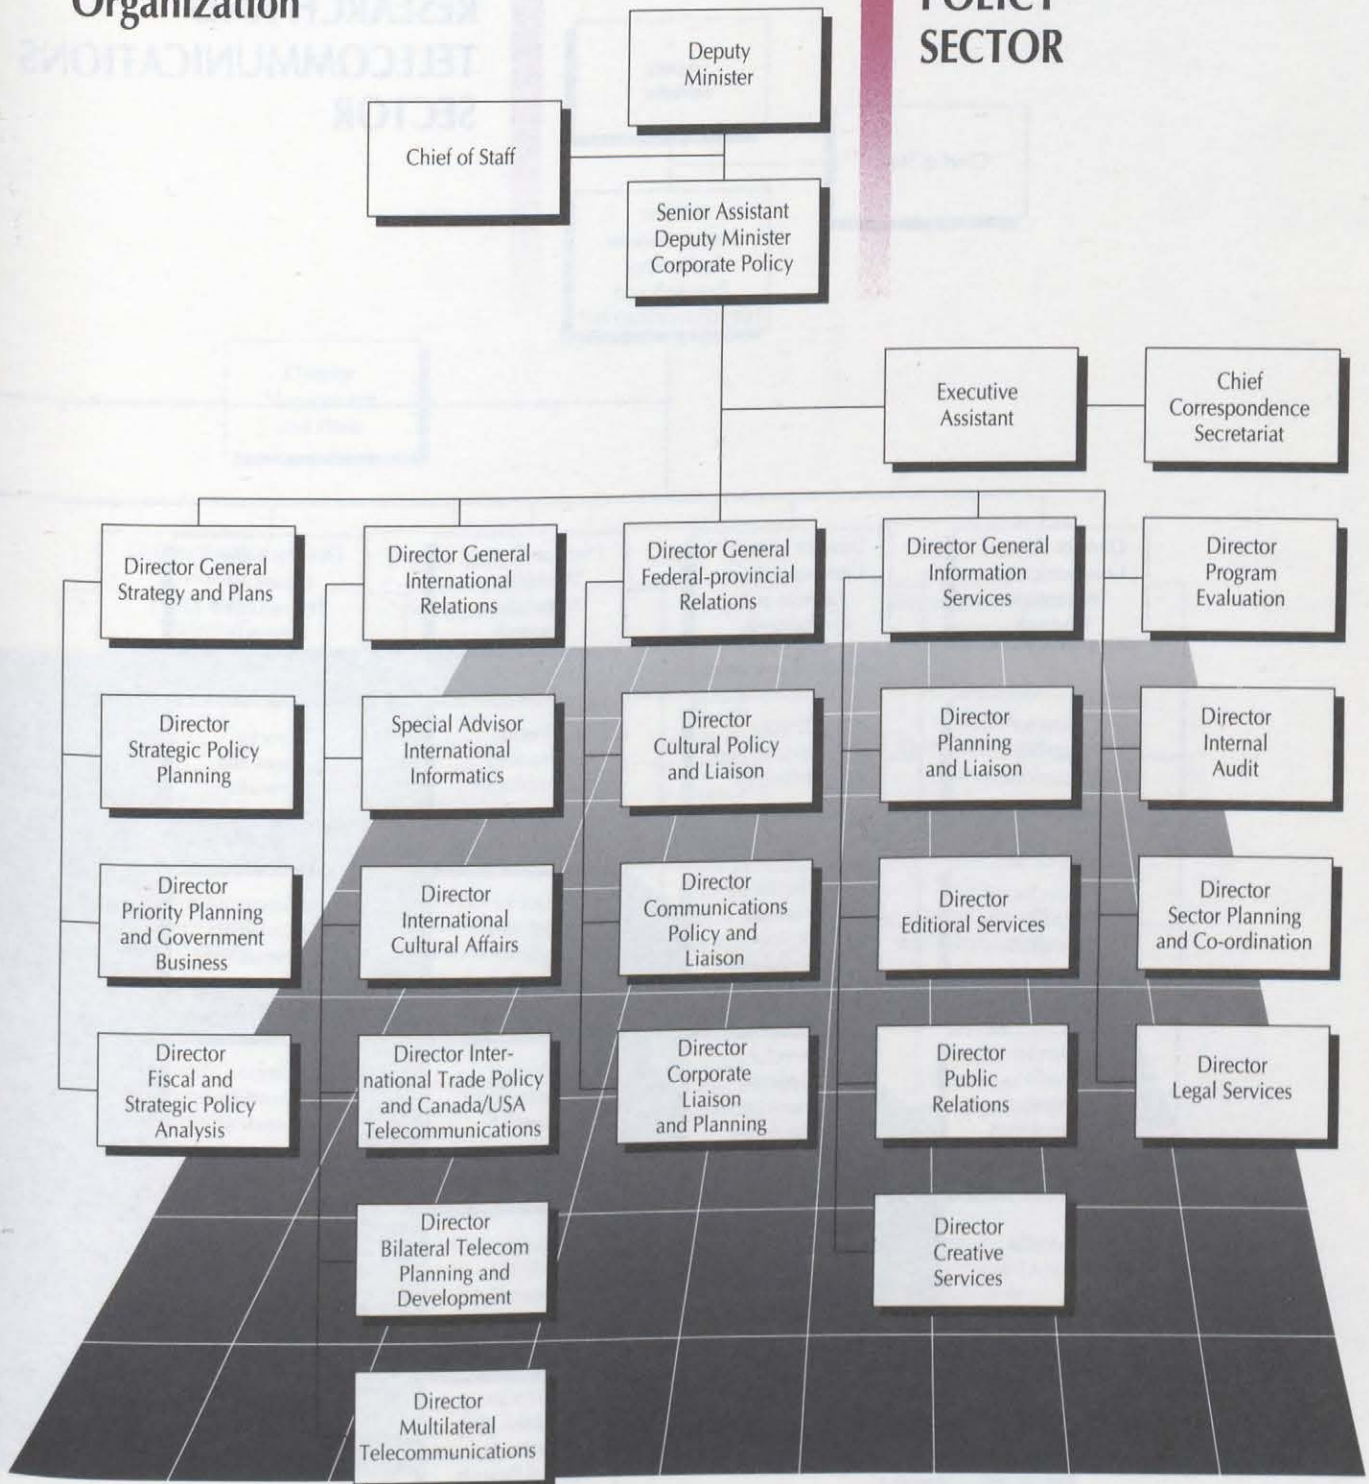 Organization
POLICY
SECTOR
Deputy
Minister
Chief of Staff
Senior Assistant
Deputy Minister
Corporate Policy
Executive
Assistant
Chief
Correspondence
Secretariat
Director General
Strategy and Plans
Director General
International
Relations
Director General
Federal-provincial
Relations
Director General
Information
Services
Director
Program
Evaluation
Director
Strategic Policy
Planning
Special Advisor
International
Informatics
Director
Cultural Policy
and Liaison
Director
Planning
and Liaison
Director
Internal
Audit
Director
Priority Planning
and Government
Business
Director
International
Cultural Affairs
Director
Communications
Policy and
Liaison
Director
Editioral Services
Director
Sector Planning
and Co-ordination
Director
Fiscal and
Strategic Policy
Analysis
Director Inter-
national Trade Policy
and Canada/USA
Telecommunications
Director
Corporate
Liaison
and Planning
Director
Public
Relations
Director
Legal Services
Director
Bilateral Telecom
Planning and
Development
Director
Creative
Services
Director
Multilateral
Telecommunications